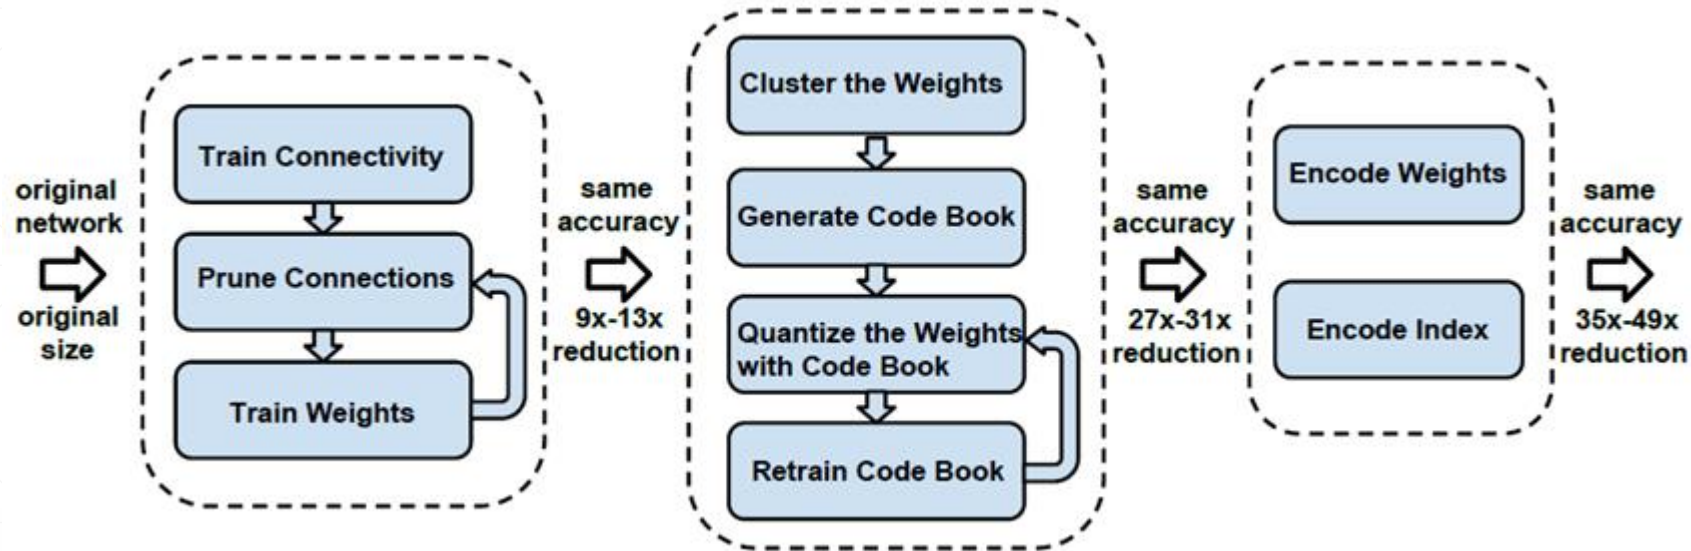 original
network
original
size
Train Connectivity
Prune Connections
Train Weights
same
accuracy
9x-13x
reduction
Cluster the Weights
Generate Code Book
Quantize the Weights
with Code Book
Retrain Code Book
same
accuracy
27x-31x
reduction
Encode Weights
Encode Index
same
accuracy
35x-49x
reduction